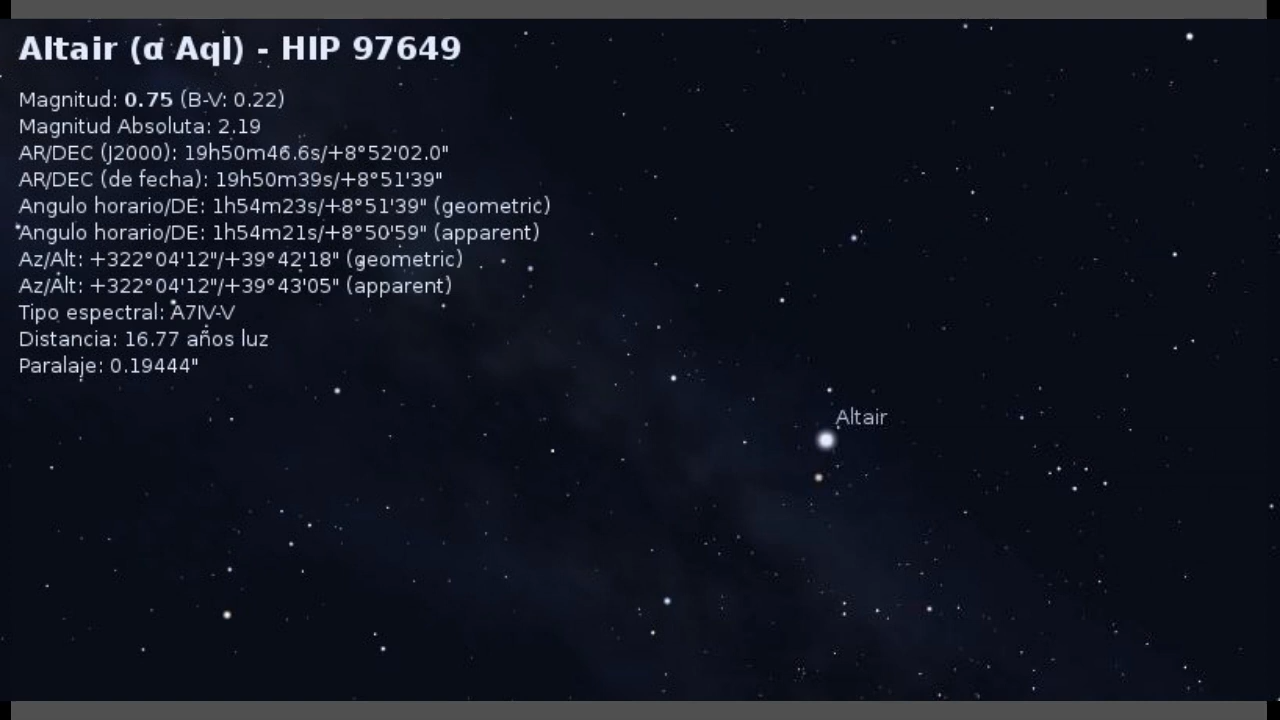 Altair (α Aql) - HIP 97649
Magnitud: 0.75 (B-V: 0.22)
Magnitud Absoluta: 2.19
AR/DEC (J2000): 19h50m46.6s/+8°52'02.0"
AR/DEC (de fecha): 19h50m39s/+8°51'39"
Angulo horario/DE: 1h54m23s/+8°51'39" (geometric)
Angulo horario/DE: 1h54m21s/+8°50'59" (apparent)
Az/Alt: +322°04'12"/+39°42'18" (geometric)
Az/Alt: +322°04'12"/+39°43'05" (apparent)
Tipo espectral: A7IV-V
Distancia: 16.77 años luz
Paralaje: 0.19444"
Altair